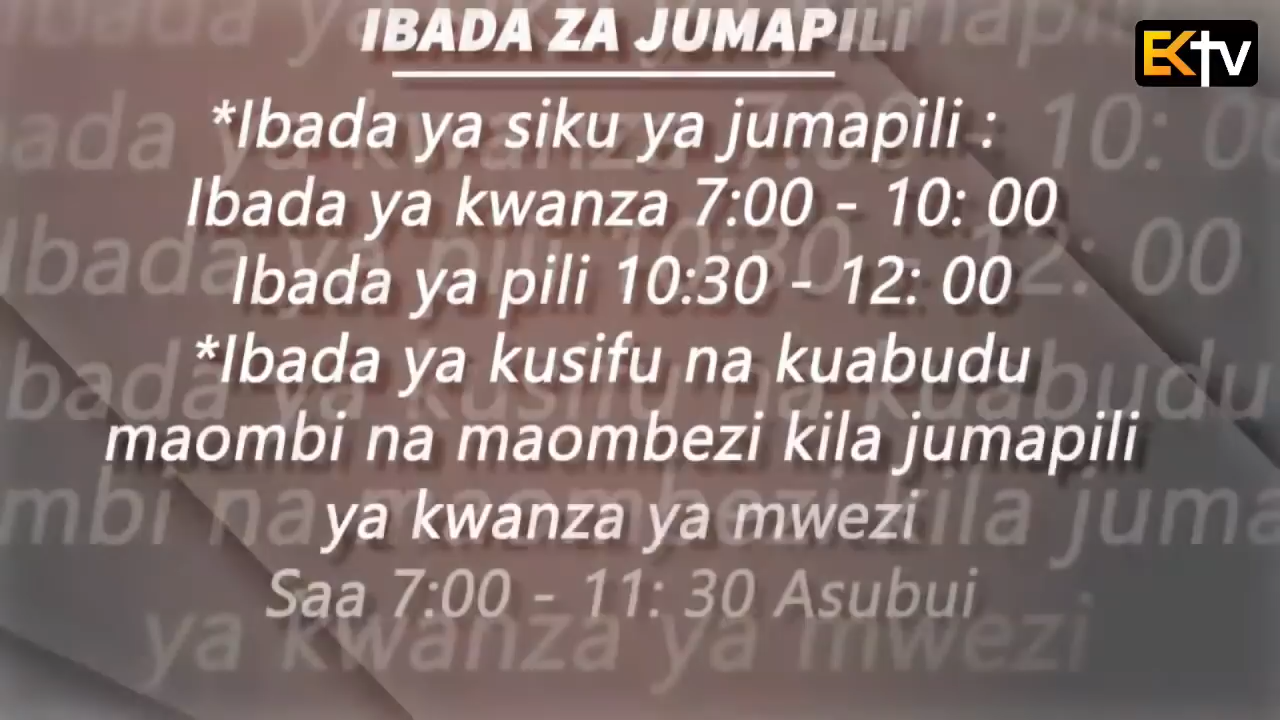 IBADA ZA JUMAPILI
EKTV
*Ibada ya siku ya jumapili :
Ibada ya kwanza 7:00 - 10: 00
Ibada ya pili 10:30 - 12: 00
*Ibada ya kusifu na kuabudu
maombi na maombezi kila jumapili
ya kwanza ya mwezi
Saa 7:00 - 11: 30 Asubui